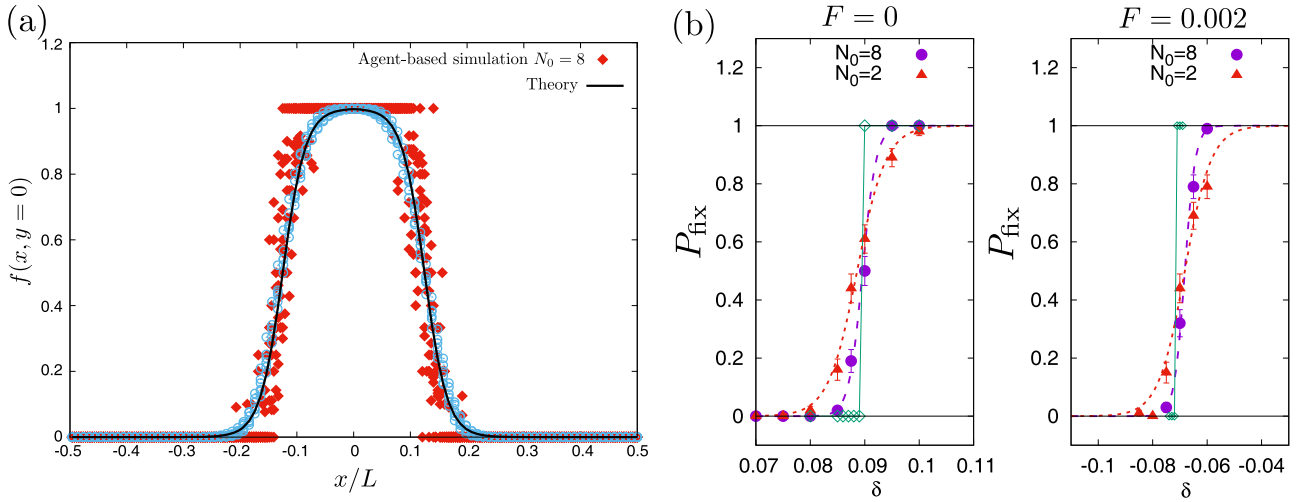 (a)
1.2
1
0.8
0.6
0.4
0.2
0
f(x, y = 0)
Agent-based simulation N₀ = 8
Theory
-0.5 -0.4 -0.3 -0.2 -0.1 0 0.1 0.2 0.3 0.4 0.5
x/L
(b)
F = 0
N₀=8
N₀=2
1.2
1
0.8
0.6
0.4
0.2
0
P_fix
0.07 0.08 0.09 0.1 0.11
δ
F = 0.002
N₀=8
N₀=2
1.2
1
0.8
0.6
0.4
0.2
0
P_fix
-0.1 -0.08 -0.06 -0.04
δ